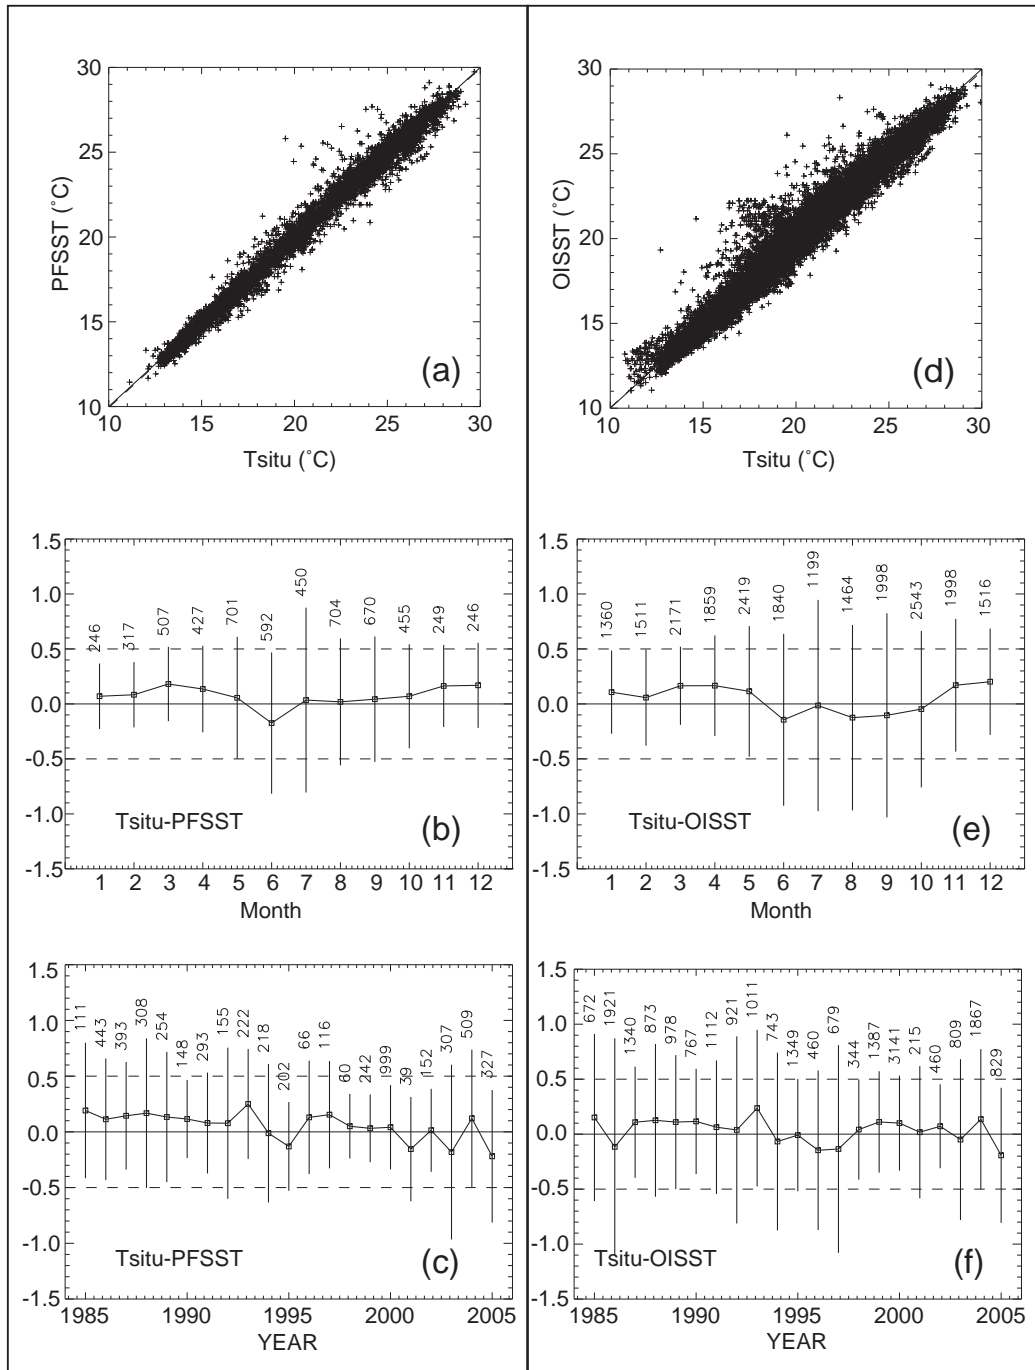 30
25
20
15
10
PFSST (˚C)
10 15 20 25 30
Tsitu (˚C)
(a)
30
25
20
15
10
OISST (˚C)
10 15 20 25 30
Tsitu (˚C)
(d)
1.5
1.0
0.5
0.0
-0.5
-1.0
-1.5
246 317 507 427 701 592 450 704 670 455 249 246
Tsitu-PFSST
(b)
1 2 3 4 5 6 7 8 9 10 11 12
Month
1.5
1.0
0.5
0.0
-0.5
-1.0
-1.5
1360 1511 2171 1859 2419 1840 1199 1464 1998 2543 1998 1516
Tsitu-OISST
(e)
1 2 3 4 5 6 7 8 9 10 11 12
Month
1.5
1.0
0.5
0.0
-0.5
-1.0
-1.5
111 443 393 308 254 148 293 155 222 218 202 66 116 60 242 1999 39 152 307 509 327
Tsitu-PFSST
(c)
1985 1990 1995 2000 2005
YEAR
1.5
1.0
0.5
0.0
-0.5
-1.0
-1.5
672 1921 1340 873 978 767 1112 921 1011 743 1349 460 679 344 1387 3141 215 460 809 1867 829
Tsitu-OISST
(f)
1985 1990 1995 2000 2005
YEAR